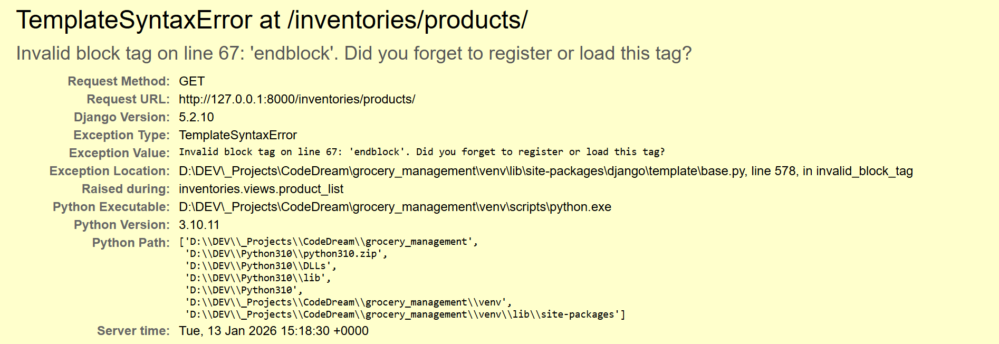 TemplateSyntaxError at /inventories/products/
Invalid block tag on line 67: 'endblock'. Did you forget to register or load this tag?
Request Method: GET
Request URL: http://127.0.0.1:8000/inventories/products/
Django Version: 5.2.10
Exception Type: TemplateSyntaxError
Exception Value: Invalid block tag on line 67: 'endblock'. Did you forget to register or load this tag?
Exception Location: D:\DEV\_Projects\CodeDream\grocery_management\venv\lib\site-packages\django\template\base.py, line 578, in invalid_block_tag
Raised during: inventories.views.product_list
Python Executable: D:\DEV\_Projects\CodeDream\grocery_management\venv\scripts\python.exe
Python Version: 3.10.11
Python Path: ['D:\\DEV\\_Projects\\CodeDream\\grocery_management',
'D:\\DEV\\Python310\\python310.zip',
'D:\\DEV\\Python310\\DLLs',
'D:\\DEV\\Python310\\lib',
'D:\\DEV\\Python310',
'D:\\DEV\\_Projects\\CodeDream\\grocery_management\\venv',
'D:\\DEV\\_Projects\\CodeDream\\grocery_management\\venv\\lib\\site-packages']
Server time: Tue, 13 Jan 2026 15:18:30 +0000